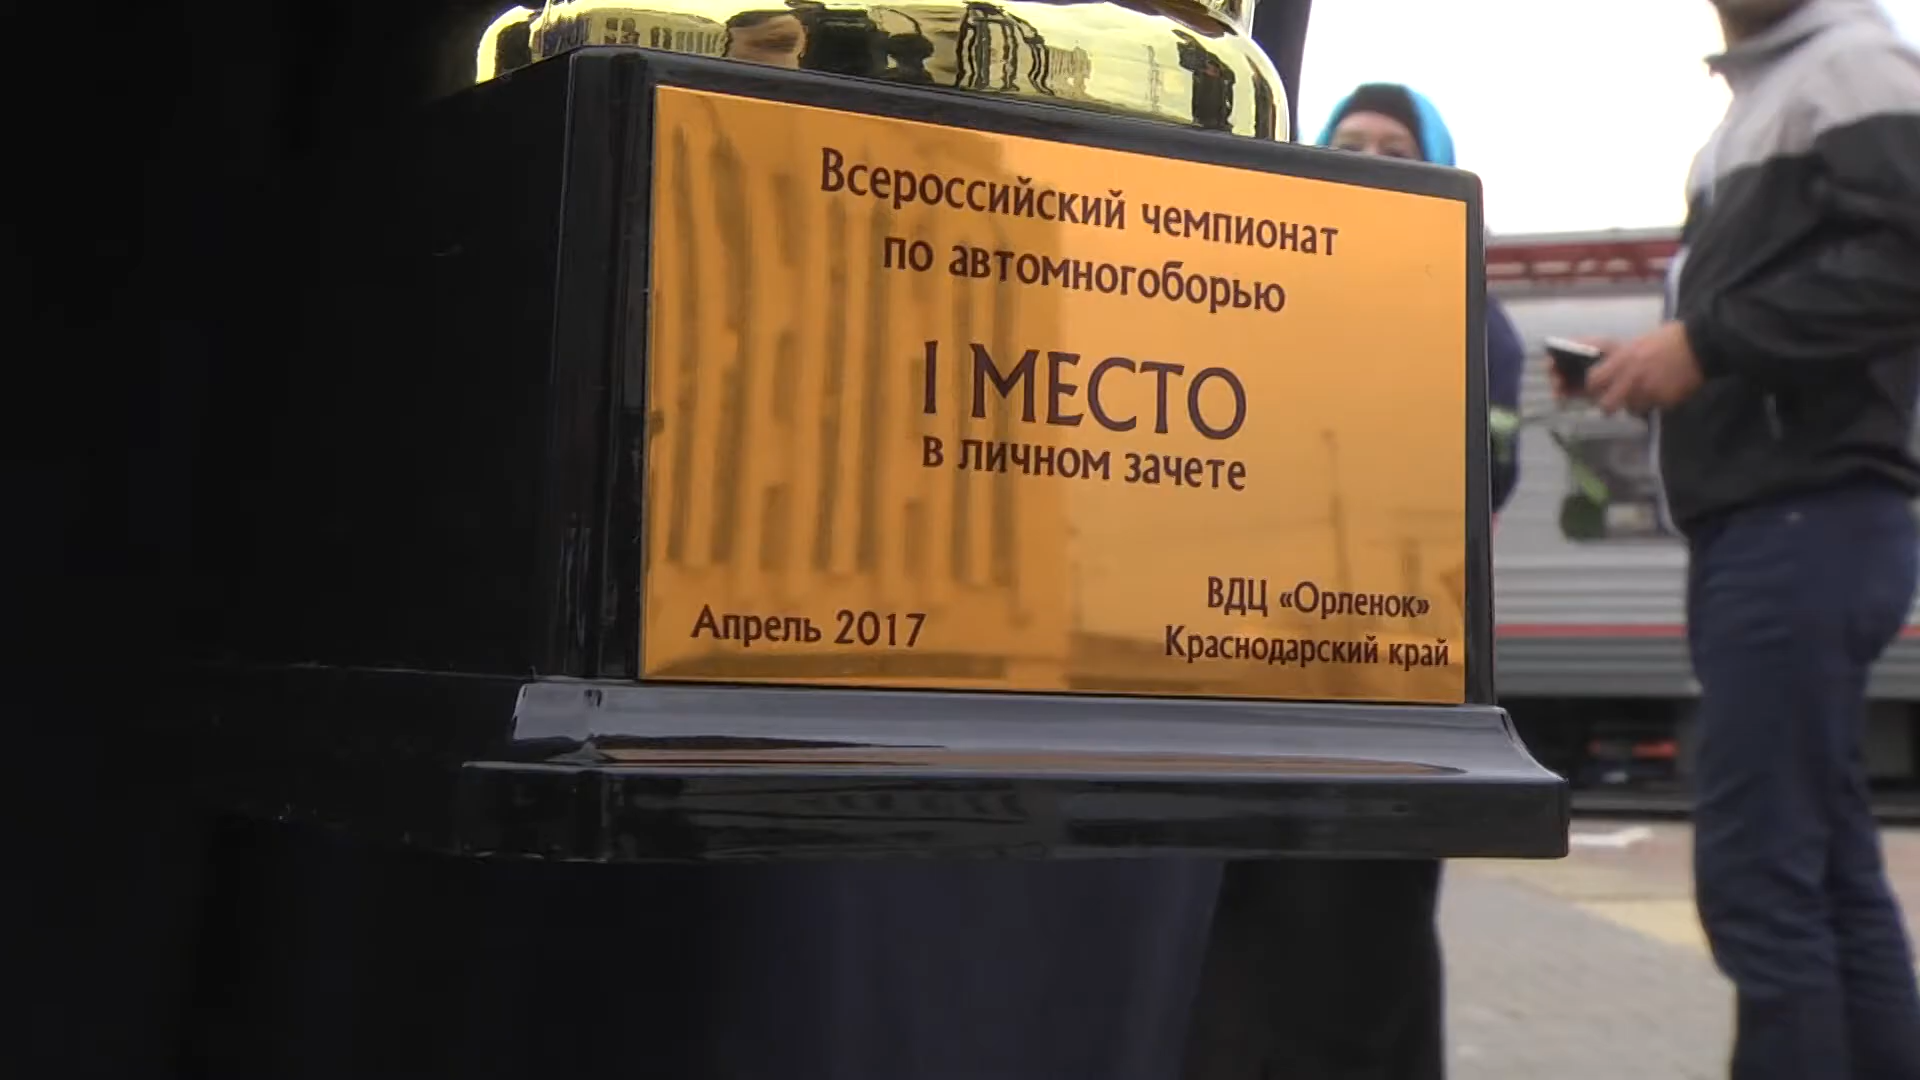 Всероссийский чемпионат
по автомногоборью
I МЕСТО
в личном зачете
Апрель 2017
ВДЦ «Орленок»
Краснодарский край